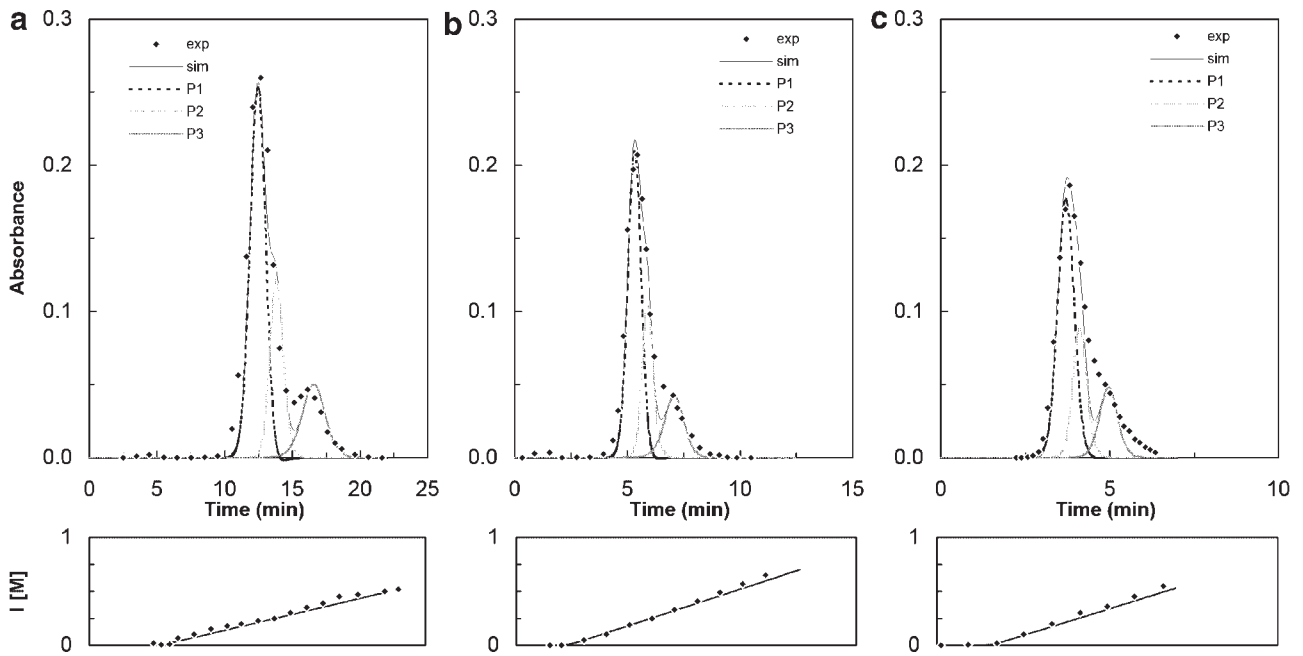 a
Absorbance
0.3
0.2
0.1
0.0
exp
sim
P1
P2
P3
0 5 10 15 20 25
Time (min)
I [M]
1
0
b
0.3
0.2
0.1
0.0
exp
sim
P1
P2
P3
0 5 10 15
Time (min)
1
0
c
0.3
0.2
0.1
0.0
exp
sim
P1
P2
P3
0 5 10
Time (min)
1
0